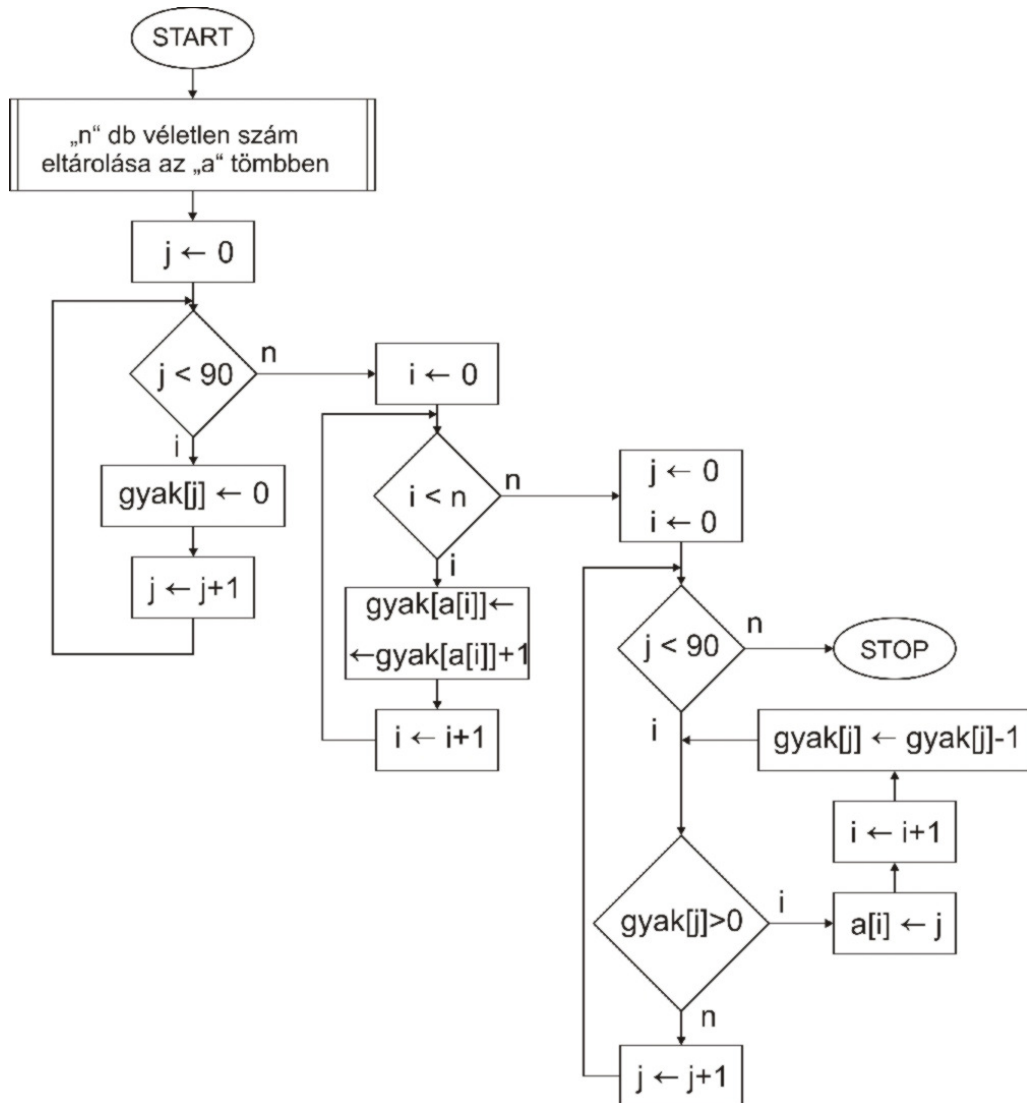 START
„n“ db véletlen szám
eltárolása az „a“ tömbben
j ← 0
j < 90
n
i
gyak[j] ← 0
j ← j+1
i ← 0
i < n
n
i
gyak[a[i]]←
←gyak[a[i]]+1
i ← i+1
j ← 0
i ← 0
j < 90
n
STOP
i
gyak[j] ← gyak[j]-1
i ← i+1
gyak[j]>0
i
a[i] ← j
n
j ← j+1